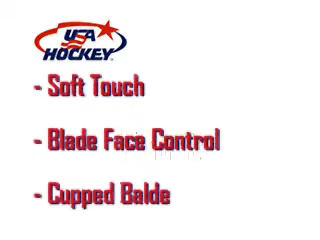 USA
HOCKEY
- Soft Touch
- Blade Face Control
- Cupped Balde